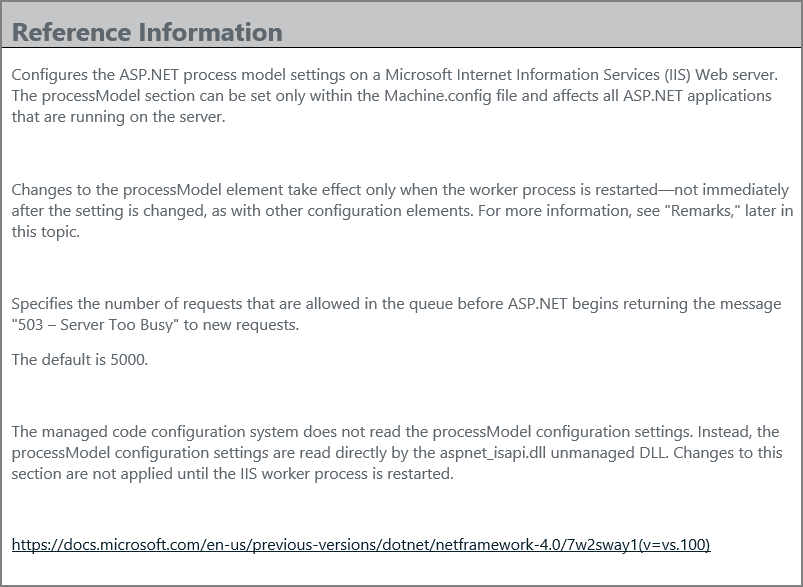 Reference Information
Configures the ASP.NET process model settings on a Microsoft Internet Information Services (IIS) Web server.
The processModel section can be set only within the Machine.config file and affects all ASP.NET applications
that are running on the server.
Changes to the processModel element take effect only when the worker process is restarted—not immediately
after the setting is changed, as with other configuration elements. For more information, see "Remarks," later in
this topic.
Specifies the number of requests that are allowed in the queue before ASP.NET begins returning the message
"503 – Server Too Busy" to new requests.
The default is 5000.
The managed code configuration system does not read the processModel configuration settings. Instead, the
processModel configuration settings are read directly by the aspnet_isapi.dll unmanaged DLL. Changes to this
section are not applied until the IIS worker process is restarted.
https://docs.microsoft.com/en-us/previous-versions/dotnet/netframework-4.0/7w2sway1(v=vs.100)